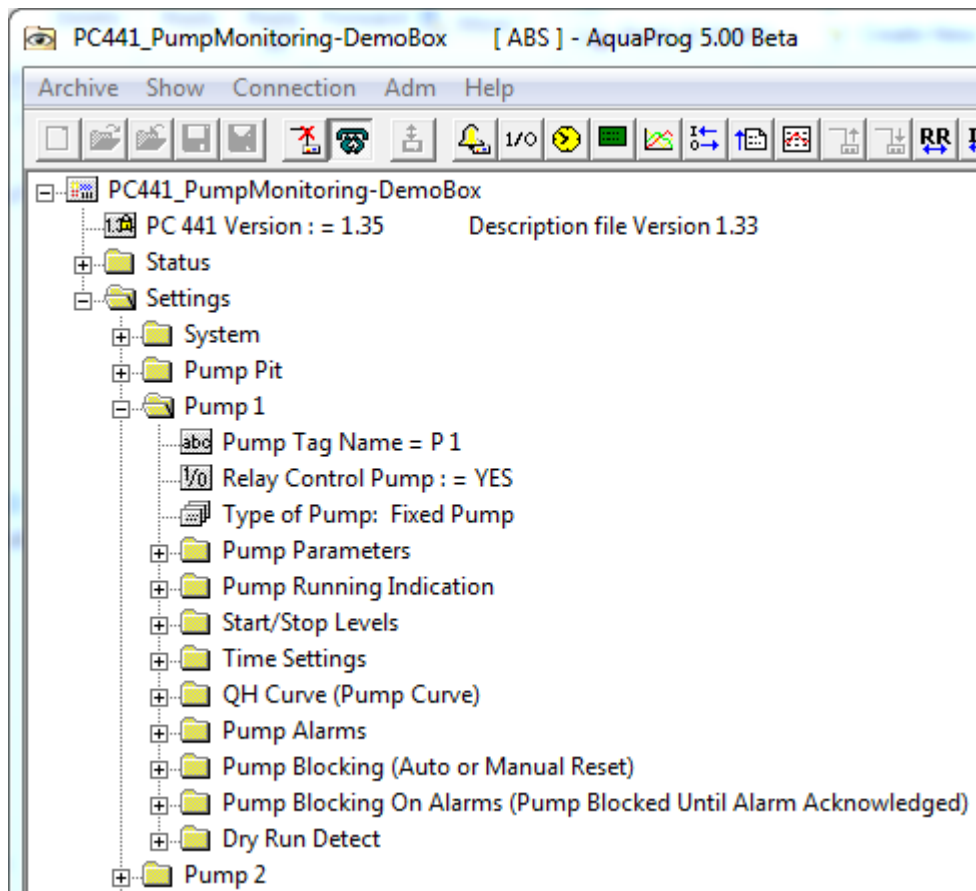 PC441_PumpMonitoring-DemoBox [ ABS ] - AquaProg 5.00 Beta
Archive Show Connection Adm Help
1/0 RR
PC441_PumpMonitoring-DemoBox
PC 441 Version : = 1.35 Description file Version 1.33
Status
Settings
System
Pump Pit
Pump 1
abc Pump Tag Name = P 1
1/0 Relay Control Pump : = YES
Type of Pump: Fixed Pump
Pump Parameters
Pump Running Indication
Start/Stop Levels
Time Settings
QH Curve (Pump Curve)
Pump Alarms
Pump Blocking (Auto or Manual Reset)
Pump Blocking On Alarms (Pump Blocked Until Alarm Acknowledged)
Dry Run Detect
Pump 2